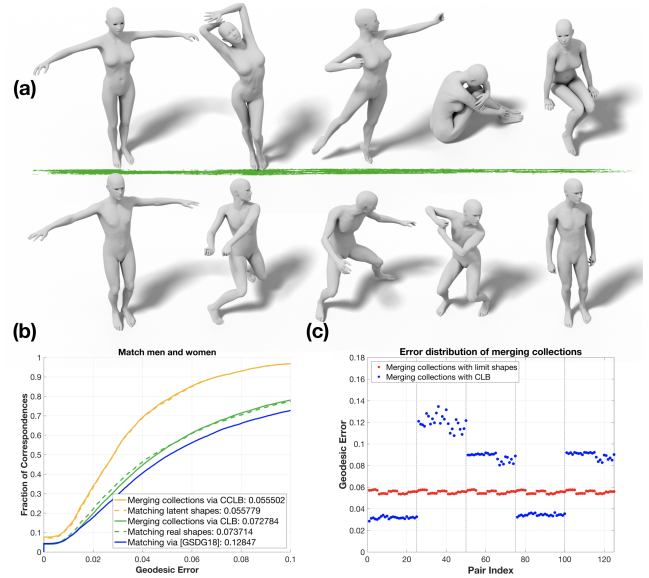 (a)
(b)
(c)
Match men and women
Fraction of Correspondences
1
0.9
0.8
0.7
0.6
0.5
0.4
0.3
0.2
0.1
0
Merging collections via CCLB: 0.055502
Matching latent shapes: 0.055779
Merging collections via CLB: 0.072784
Matching real shapes: 0.073714
Matching via [GSDG18]: 0.12847
0 0.02 0.04 0.06 0.08 0.1
Geodesic Error
Error distribution of merging collections
Geodesic Error
0.18
0.16
0.14
0.12
0.1
0.08
0.06
0.04
0.02
0
Merging collections with limit shapes
Merging collections with CLB
0 20 40 60 80 100 120
Pair Index